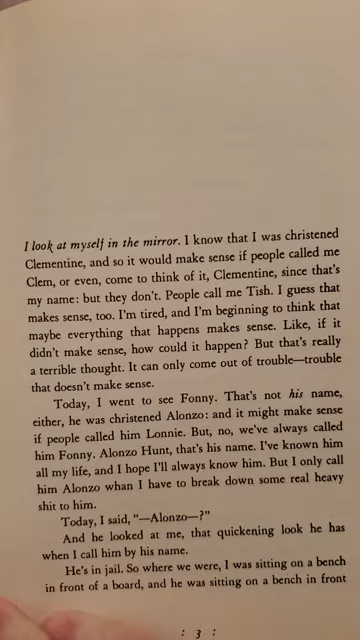 I look at myself in the mirror. I know that I was christened
Clementine, and so it would make sense if people called me
Clem, or even, come to think of it, Clementine, since that's
my name: but they don't. People call me Tish. I guess that
makes sense, too. I'm tired, and I'm beginning to think that
maybe everything that happens makes sense. Like, if it
didn't make sense, how could it happen? But that's really
a terrible thought. It can only come out of trouble—trouble
that doesn't make sense.
Today, I went to see Fonny. That's not his name,
either, he was christened Alonzo: and it might make sense
if people called him Lonnie. But, no, we've always called
him Fonny. Alonzo Hunt, that's his name. I've known him
all my life, and I hope I'll always know him. But I only call
him Alonzo whan I have to break down some real heavy
shit to him.
Today, I said, "—Alonzo—?"
And he looked at me, that quickening look he has
when I call him by his name.
He's in jail. So where we were, I was sitting on a bench
in front of a board, and he was sitting on a bench in front
: 3 :